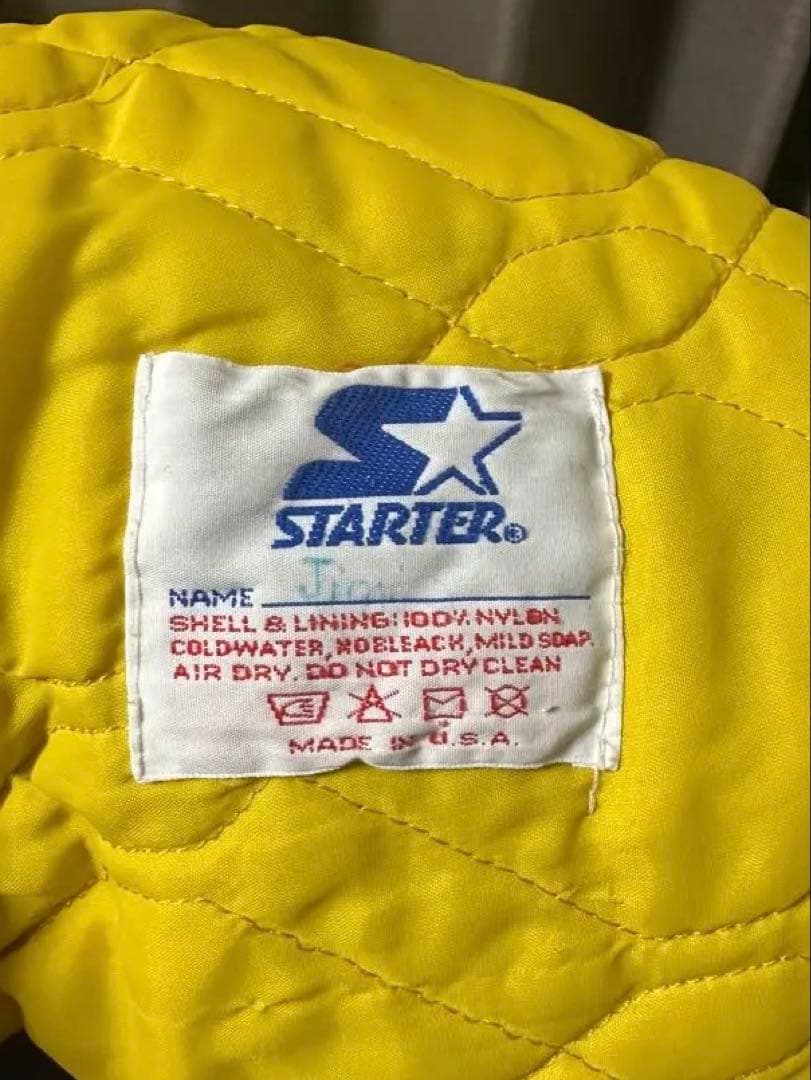 STARTER®
NAME
SHELL & LINING:100% NYLON
COLDWATER, NOBLEACH, MILD SOAP.
AIR DRY. DO NOT DRY CLEAN
MADE IN U.S.A.